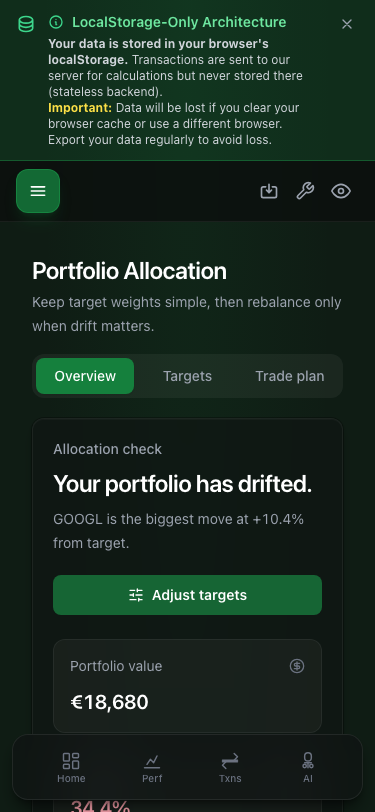 LocalStorage-Only Architecture
Your data is stored in your browser's
localStorage. Transactions are sent to our
server for calculations but never stored there
(stateless backend).
Important: Data will be lost if you clear your
browser cache or use a different browser.
Export your data regularly to avoid loss.
Portfolio Allocation
Keep target weights simple, then rebalance only
when drift matters.
Overview Targets Trade plan
Allocation check
Your portfolio has drifted.
GOOGL is the biggest move at +10.4%
from target.
Adjust targets
Portfolio value
€18,680
Home Perf Txns AI
34.4%